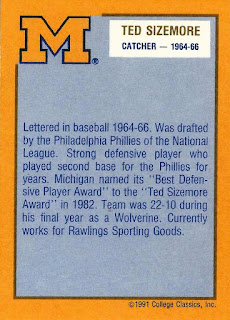 M
®
TED SIZEMORE
CATCHER — 1964-66
Lettered in baseball 1964-66. Was drafted
by the Philadelphia Phillies of the National
League. Strong defensive player who
played second base for the Phillies for
years. Michigan named its "Best Defen-
sive Player Award" to the "Ted Sizemore
Award" in 1982. Team was 22-10 during
his final year as a Wolverine. Currently
works for Rawlings Sporting Goods.
©1991 College Classics, Inc.